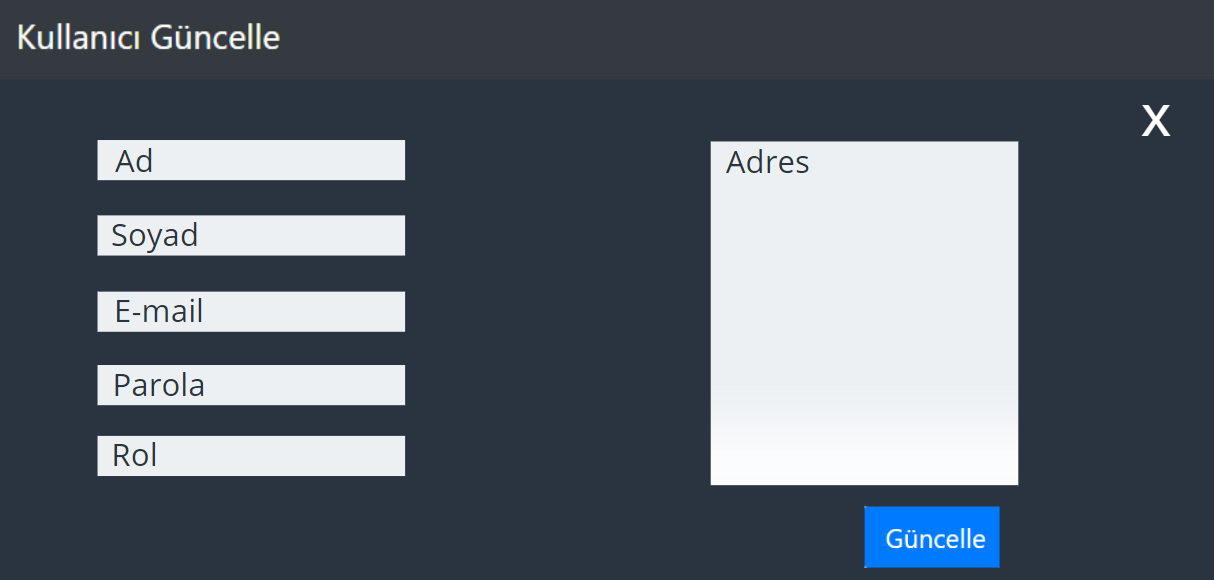 Kullanıcı Güncelle
X
Ad
Soyad
E-mail
Parola
Rol
Adres
Güncelle